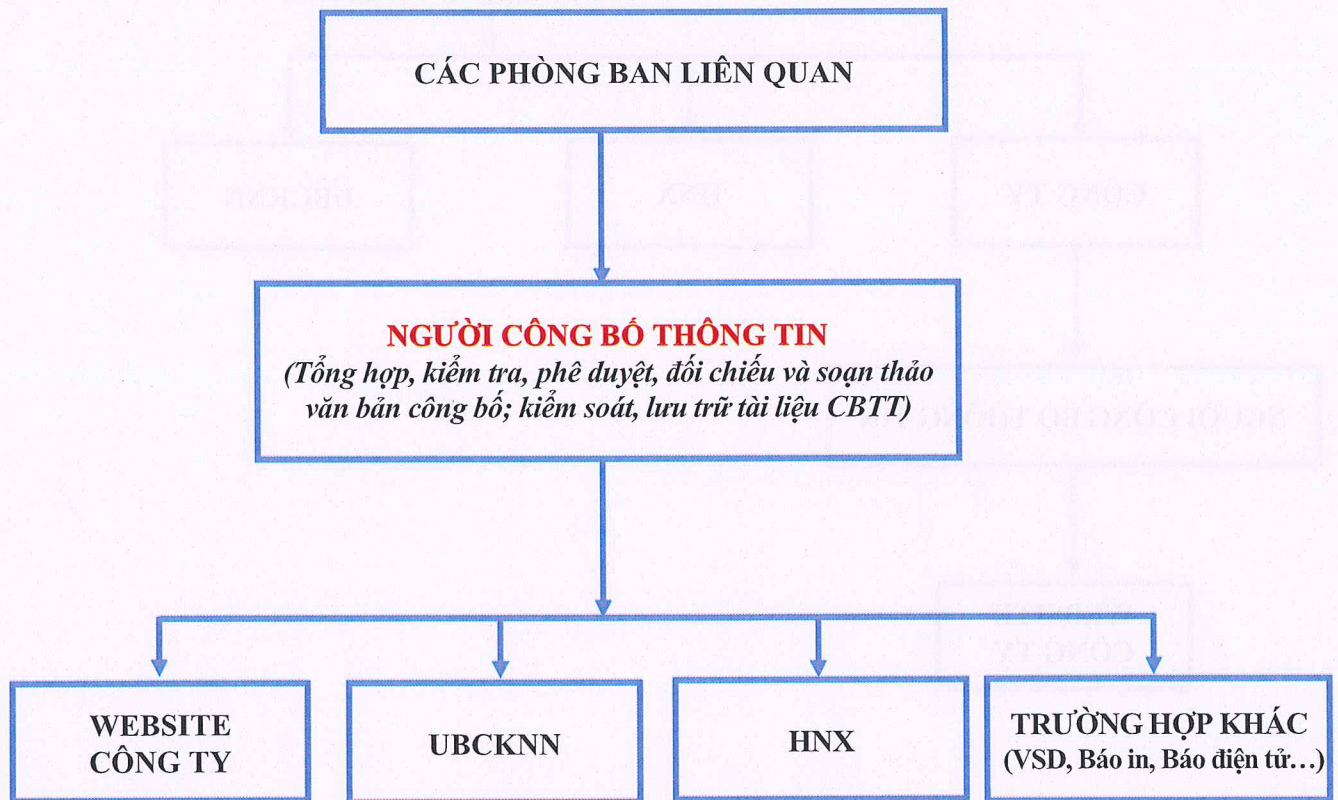 CÁC PHÒNG BAN LIÊN QUAN
NGƯỜI CÔNG BỐ THÔNG TIN
(Tổng hợp, kiểm tra, phê duyệt, đối chiếu và soạn thảo
văn bản công bố; kiểm soát, lưu trữ tài liệu CBTT)
WEBSITE
CÔNG TY
UBCKNN
HNX
TRƯỜNG HỢP KHÁC
(VSD, Báo in, Báo điện tử…)